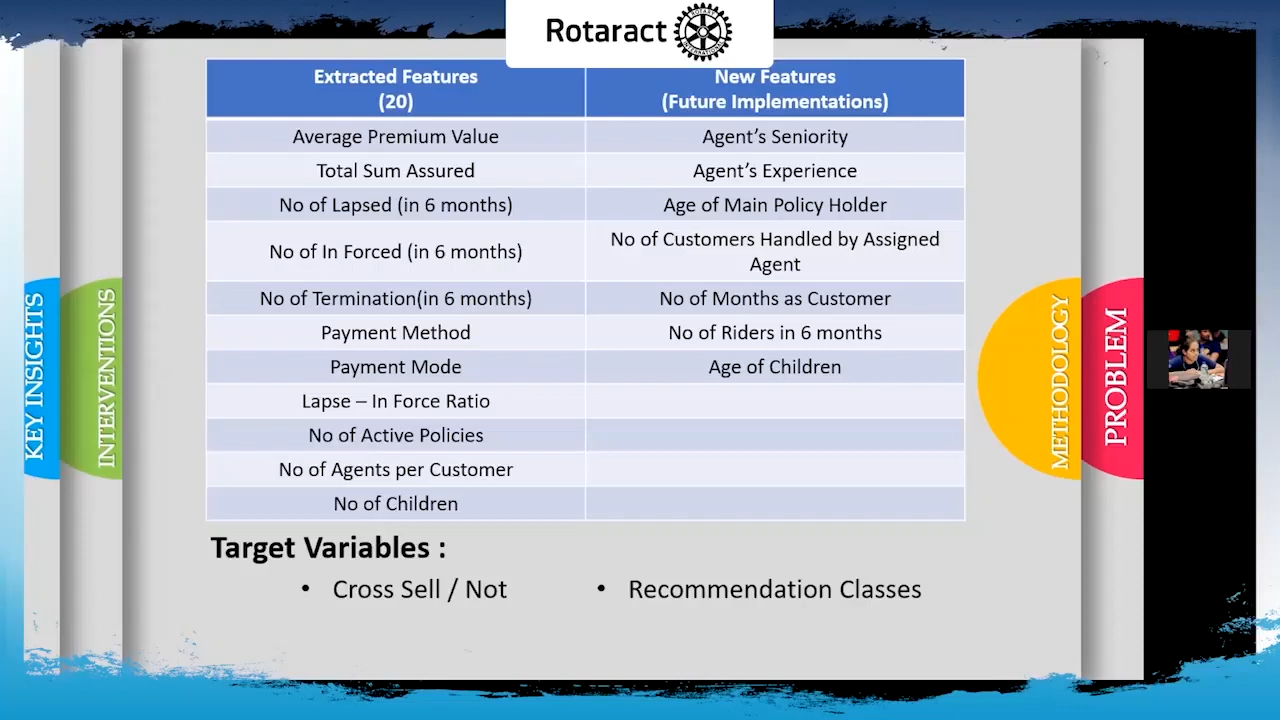 Rotaract
Extracted Features
(20)
New Features
(Future Implementations)
Average Premium Value
Agent's Seniority
Total Sum Assured
Agent's Experience
No of Lapsed (in 6 months)
Age of Main Policy Holder
No of In Forced (in 6 months)
No of Customers Handled by Assigned
Agent
No of Termination(in 6 months)
No of Months as Customer
Payment Method
No of Riders in 6 months
Payment Mode
Age of Children
Lapse – In Force Ratio
No of Active Policies
No of Agents per Customer
No of Children
Target Variables :
• Cross Sell / Not
• Recommendation Classes
KEY INSIGHTS
INTERVENTIONS
METHODOLOGY
PROBLEM